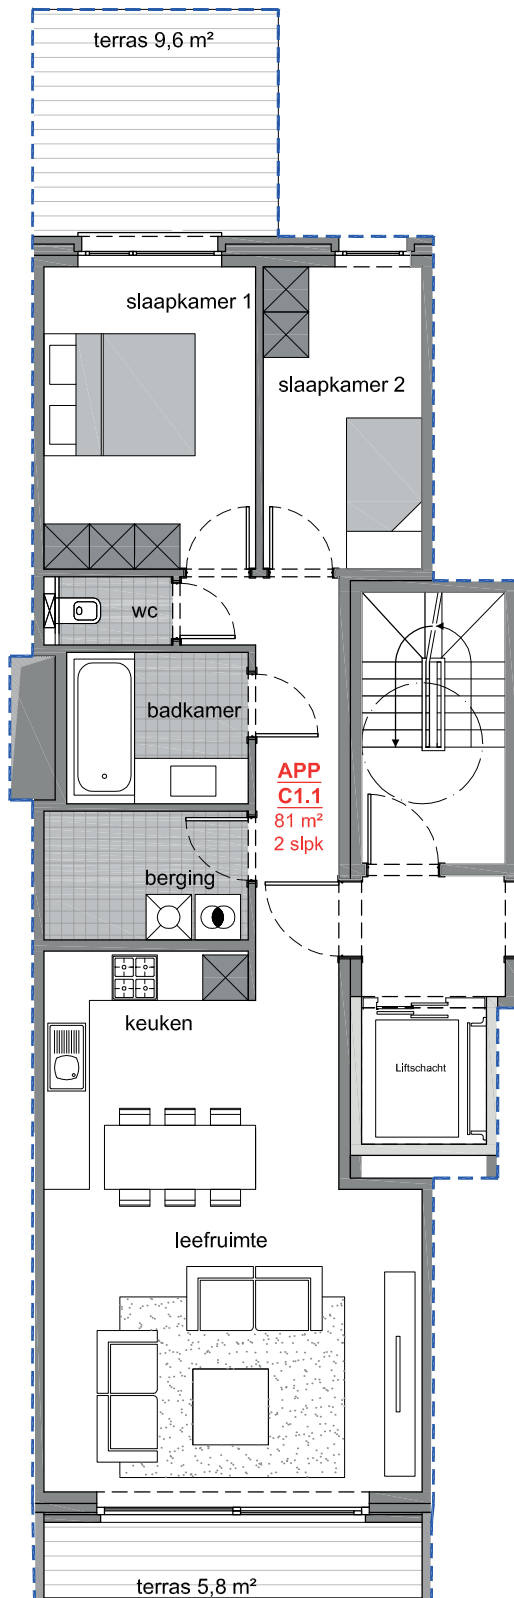 terras 9,6 m²
slaapkamer 1
slaapkamer 2
wc
badkamer
APP
C1.1
81 m²
2 slpk
berging
keuken
Liftschacht
leefruimte
terras 5,8 m²